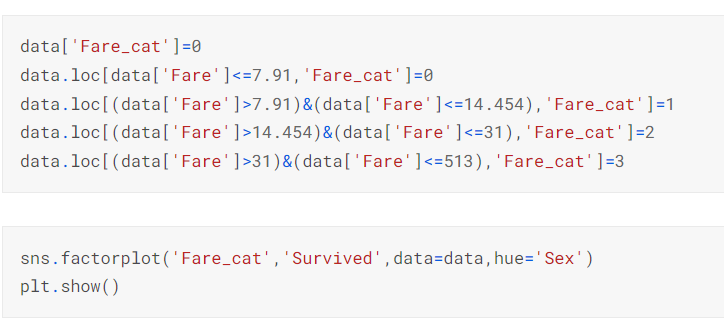 data['Fare_cat']=0
data.loc[data['Fare']<=7.91,'Fare_cat']=0
data.loc[(data['Fare']>7.91)&(data['Fare']<=14.454),'Fare_cat']=1
data.loc[(data['Fare']>14.454)&(data['Fare']<=31),'Fare_cat']=2
data.loc[(data['Fare']>31)&(data['Fare']<=513),'Fare_cat']=3
sns.factorplot('Fare_cat','Survived',data=data,hue='Sex')
plt.show()